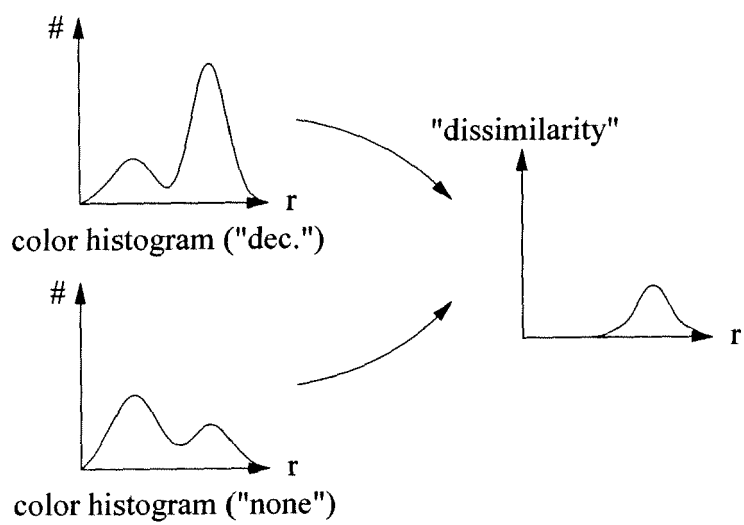 #
r
color histogram ("dec.")
"dissimilarity"
r
#
r
color histogram ("none")